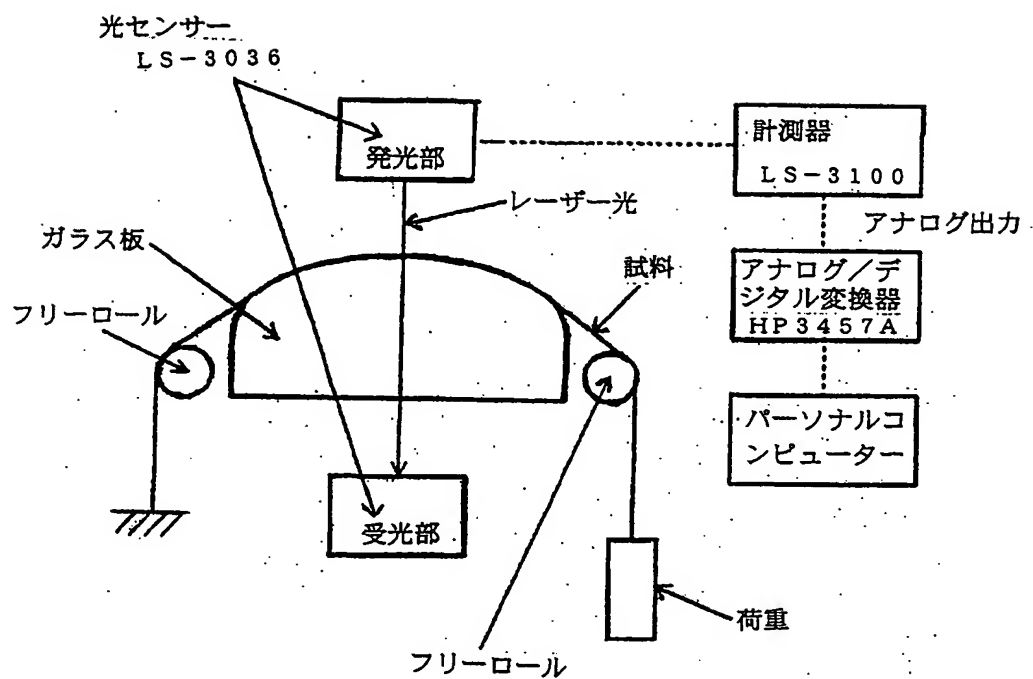 光センサー
LS-3036
発光部
計測器
LS-3100
レーザー光
アナログ出力
ガラス板
試料
アナログ/デ
ジタル変換器
HP3457A
フリーロール
パーソナルコ
ンピューター
受光部
荷重
フリーロール